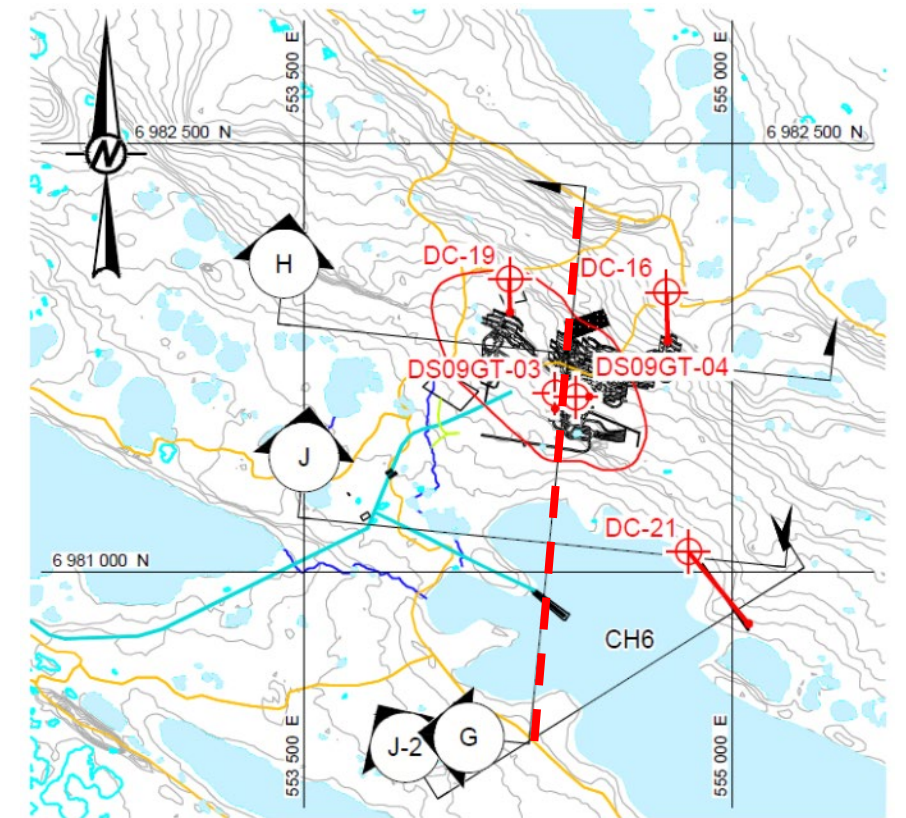 553 500 E
555 000 E
6 982 500 N
6 982 500 N
N
DC-19
DC-16
H
DS09GT-03
DS09GT-04
J
DC-21
6 981 000 N
CH6
J-2
G
553 500 E
555 000 E